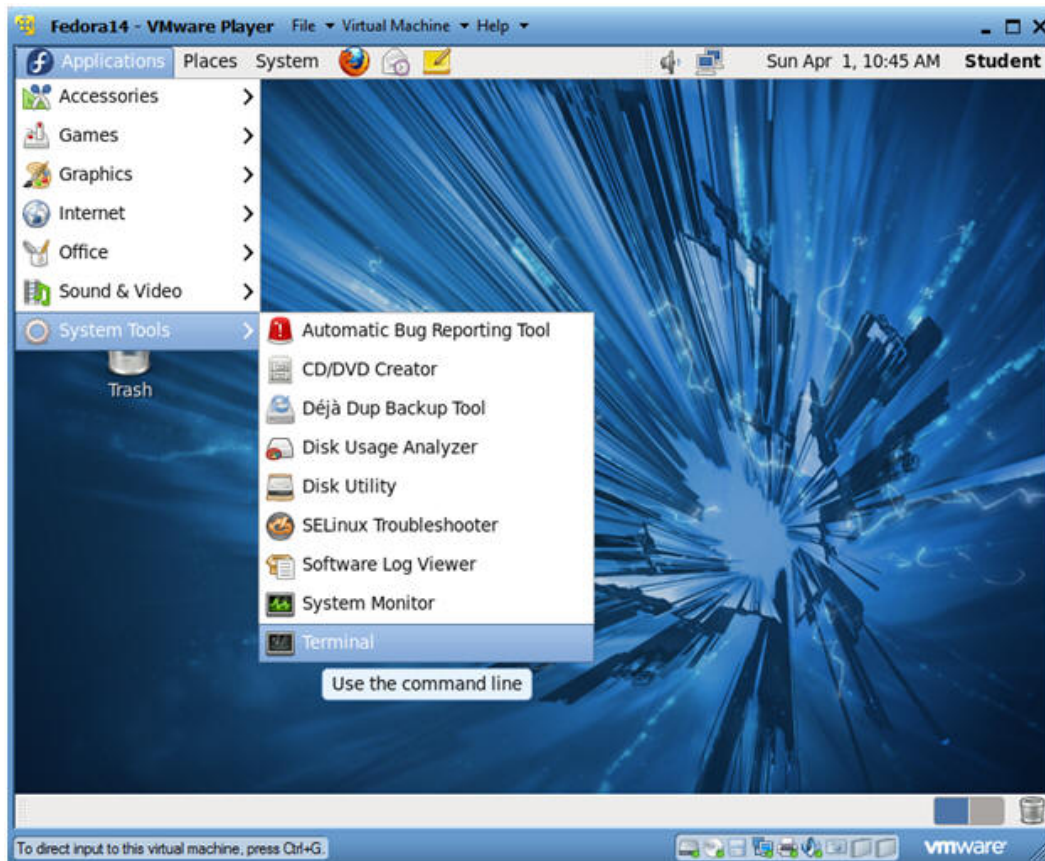 Fedora14 - VMware Player File Virtual Machine Help
Applications Places System Sun Apr 1, 10:45 AM Student
Accessories
Games
Graphics
Internet
Office
Sound & Video
System Tools
Automatic Bug Reporting Tool
CD/DVD Creator
Déjà Dup Backup Tool
Disk Usage Analyzer
Disk Utility
SELinux Troubleshooter
Software Log Viewer
System Monitor
Terminal
Use the command line
Trash
To direct input to this virtual machine, press Ctrl+G.
vmware